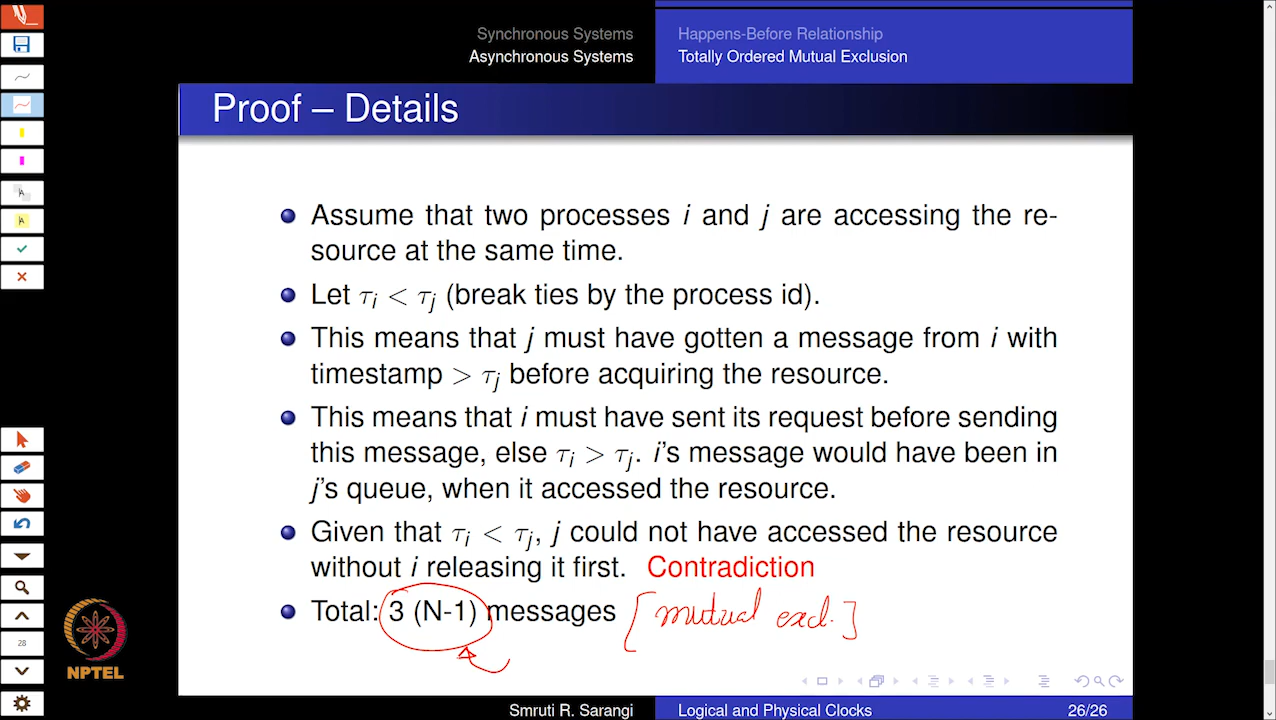 Synchronous Systems
Asynchronous Systems
Happens-Before Relationship
Totally Ordered Mutual Exclusion
Proof – Details
Assume that two processes i and j are accessing the re-
source at the same time.
Let τi < τj (break ties by the process id).
This means that j must have gotten a message from i with
timestamp > τj before acquiring the resource.
This means that i must have sent its request before sending
this message, else τi > τj. i's message would have been in
j's queue, when it accessed the resource.
Given that τi < τj, j could not have accessed the resource
without i releasing it first. Contradiction
Total: 3 (N-1) messages [mutual excl.]
28
NPTEL
Smruti R. Sarangi
Logical and Physical Clocks
26/26